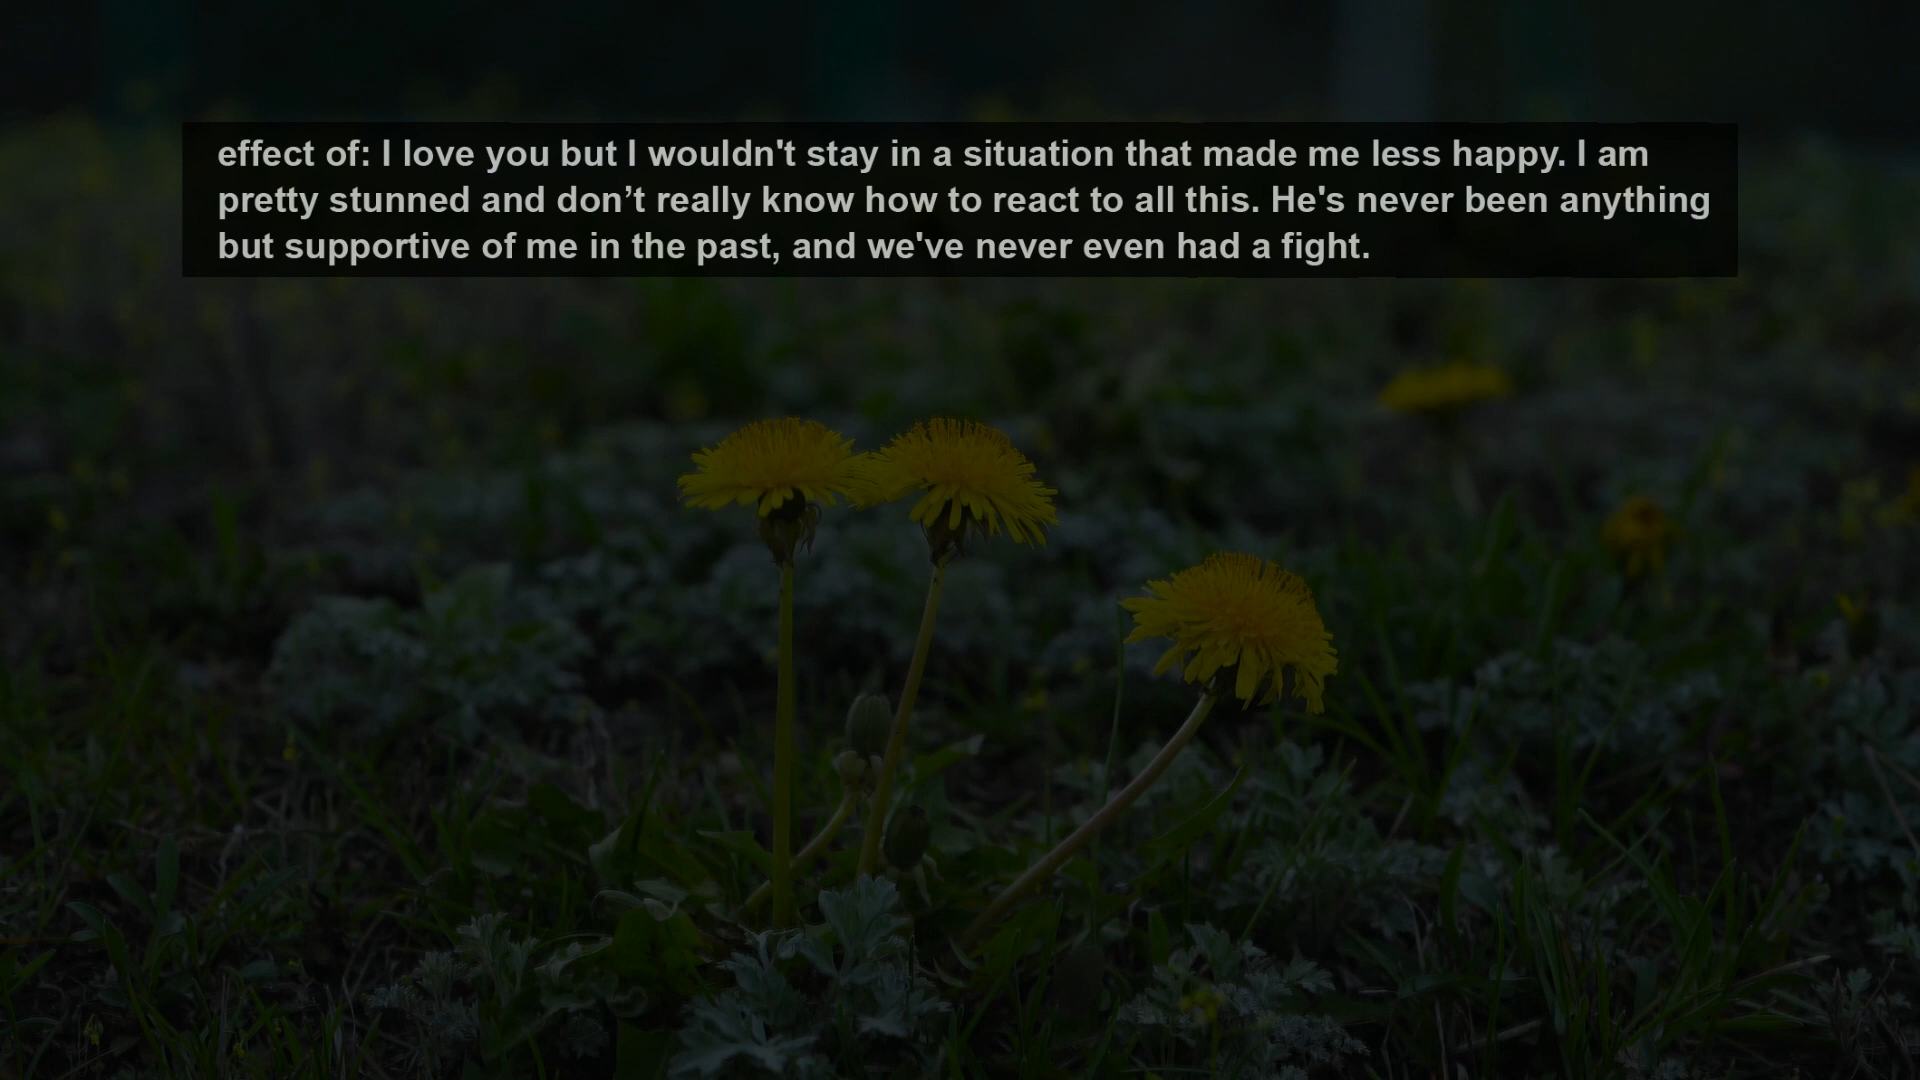 effect of: I love you but I wouldn't stay in a situation that made me less happy. I am
pretty stunned and don’t really know how to react to all this. He's never been anything
but supportive of me in the past, and we've never even had a fight.